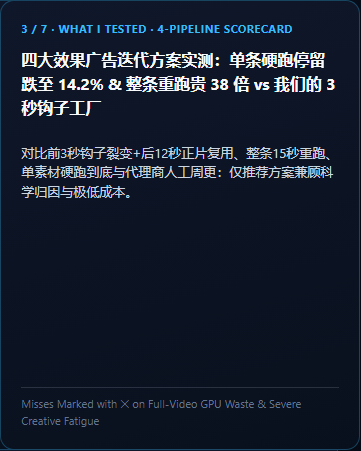 3 / 7 · WHAT I TESTED · 4-PIPELINE SCORECARD
四大效果广告迭代方案实测：单条硬跑停留
跌至 14.2% & 整条重跑贵 38 倍 vs 我们的 3
秒钩子工厂
对比前3秒钩子裂变+后12秒正片复用、整条15秒重跑、
单素材硬跑到底与代理商人工周更：仅推荐方案兼顾科
学归因与极低成本。
Misses Marked with ✕ on Full-Video GPU Waste & Severe
Creative Fatigue